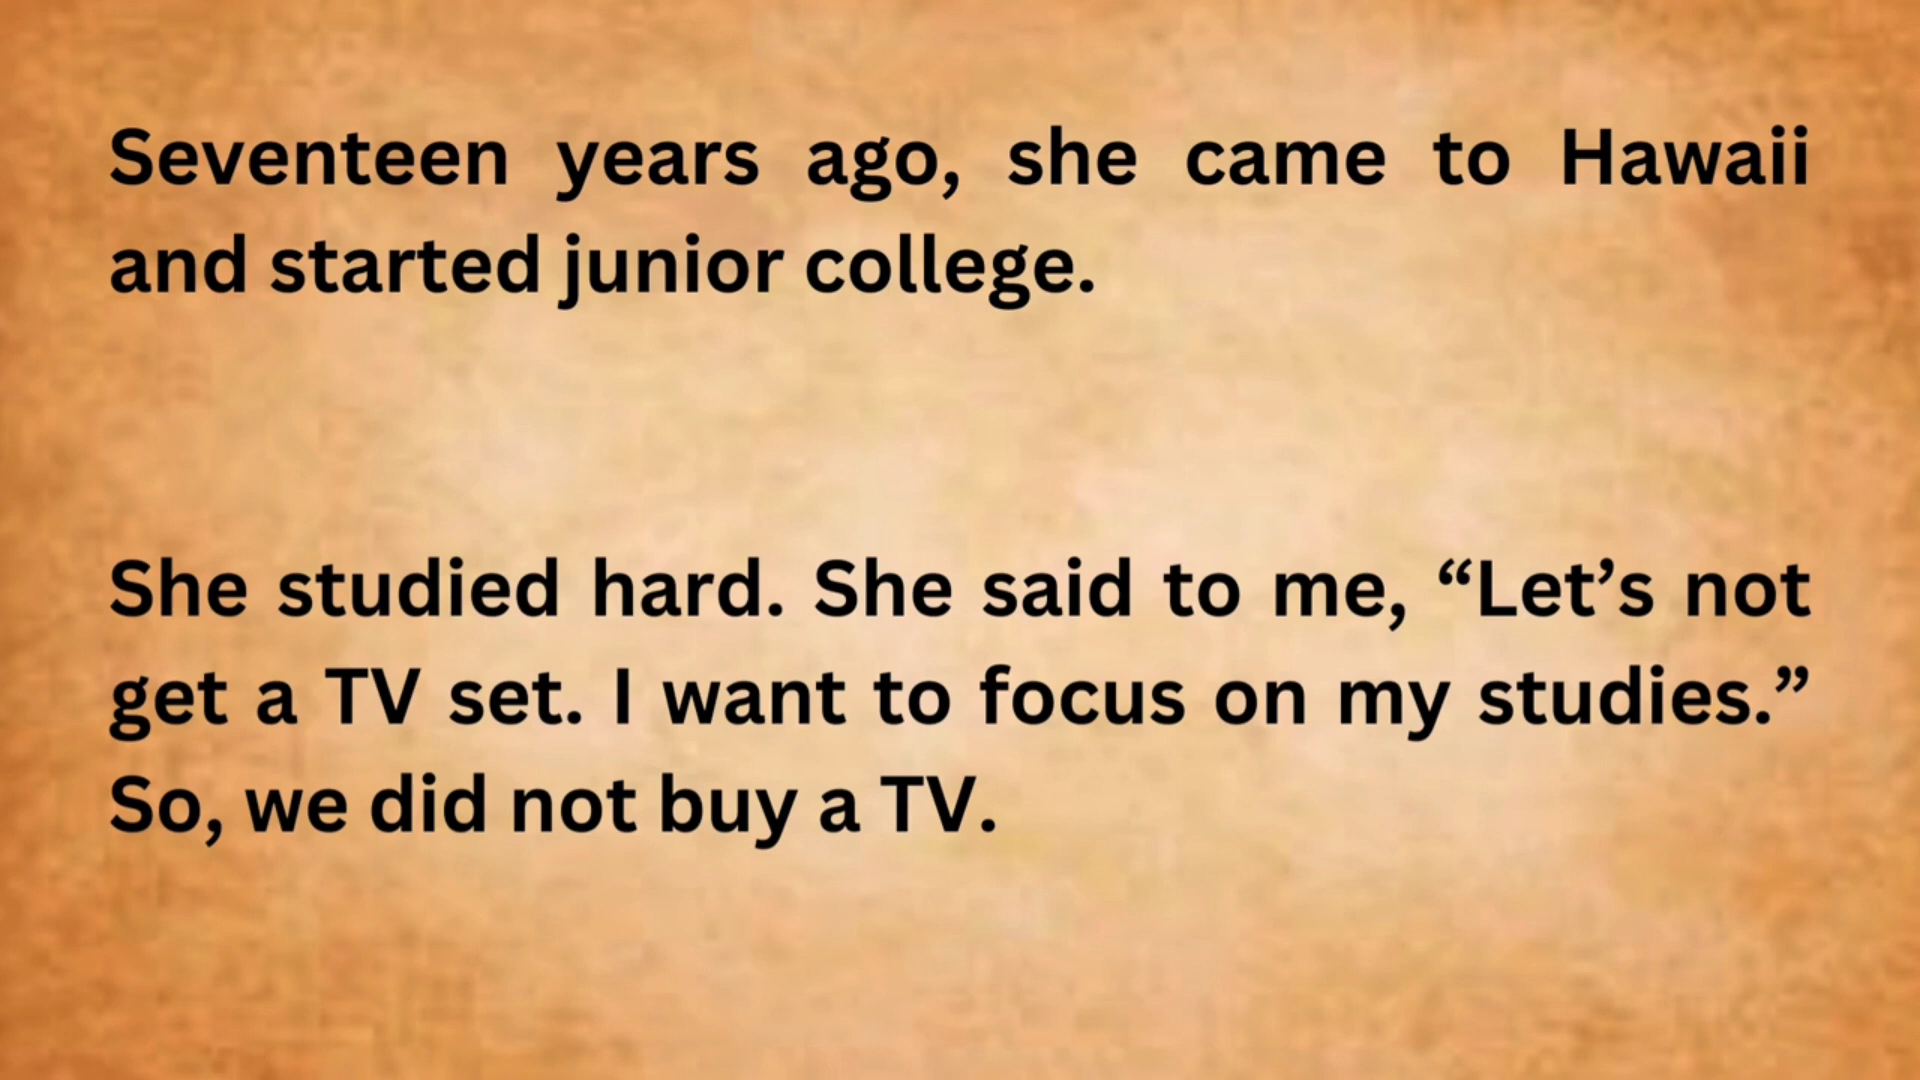 Seventeen years ago, she came to Hawaii
and started junior college.
She studied hard. She said to me, “Let’s not
get a TV set. I want to focus on my studies.”
So, we did not buy a TV.